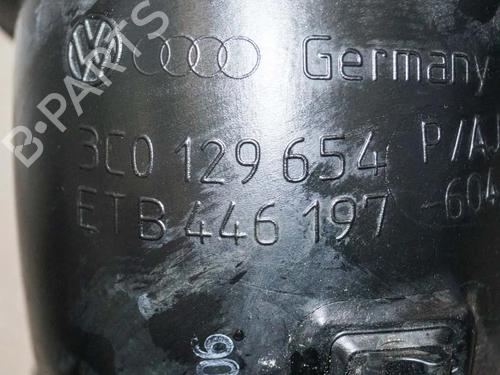 Germany
3C0 129 654 P/AJ
ETB 446 197 -604
B-PARTS